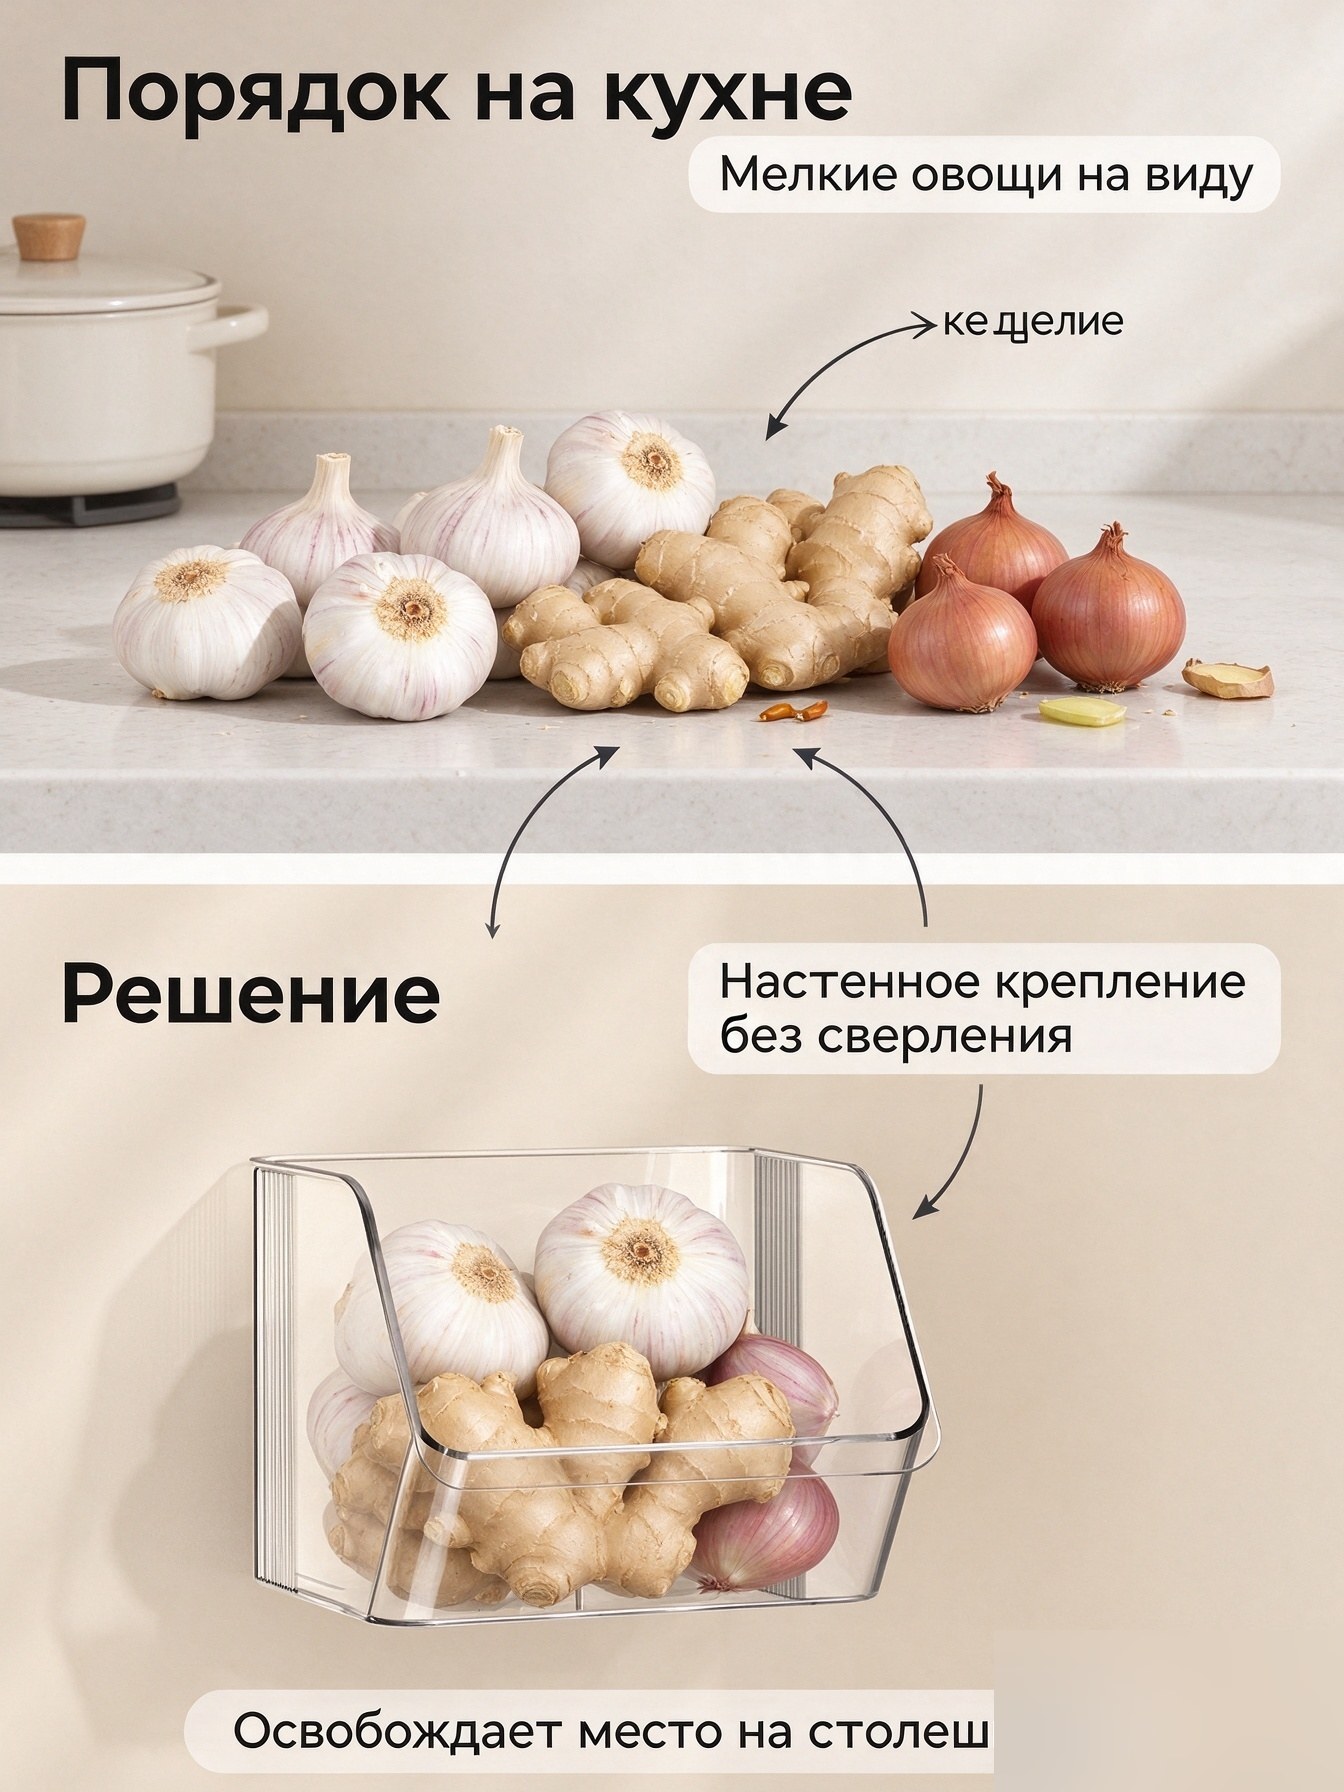 Порядок на кухне
Мелкие овощи на виду
Решение
Настенное крепление
без сверления
Освобождает место на столеш